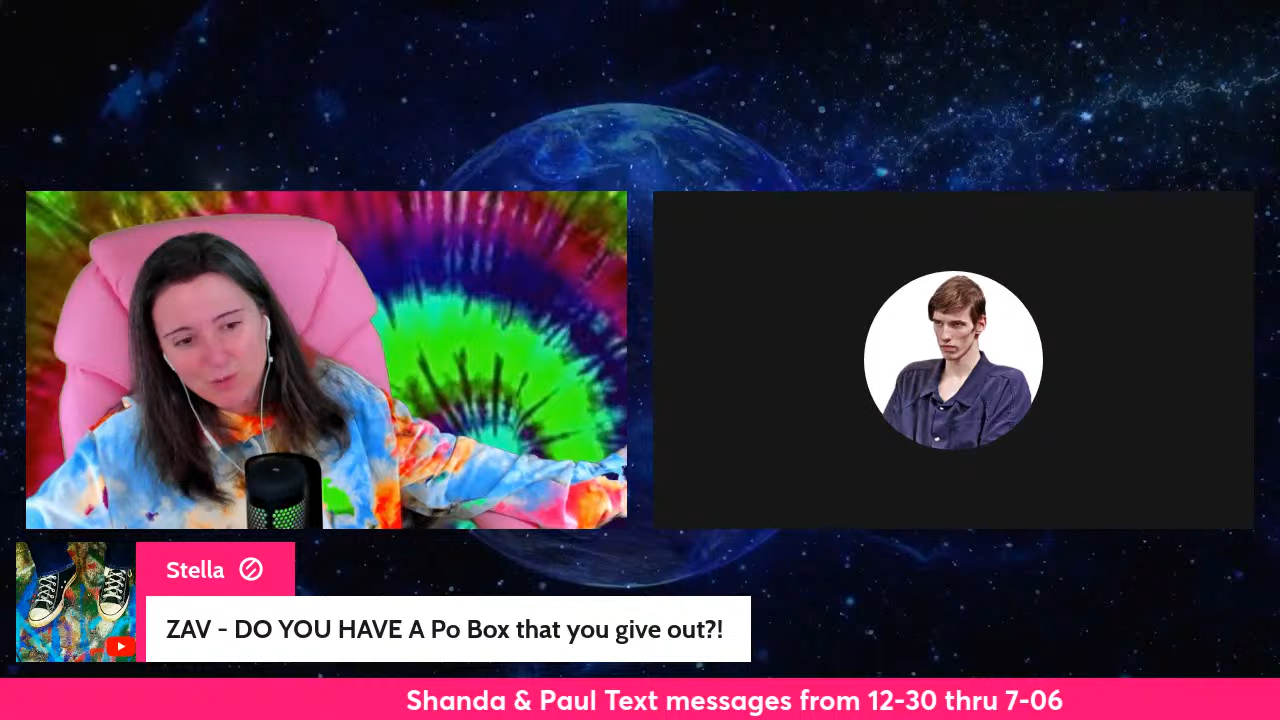 Stella
ZAV - DO YOU HAVE A Po Box that you give out?!
Shanda & Paul Text messages from 12-30 thru 7-06